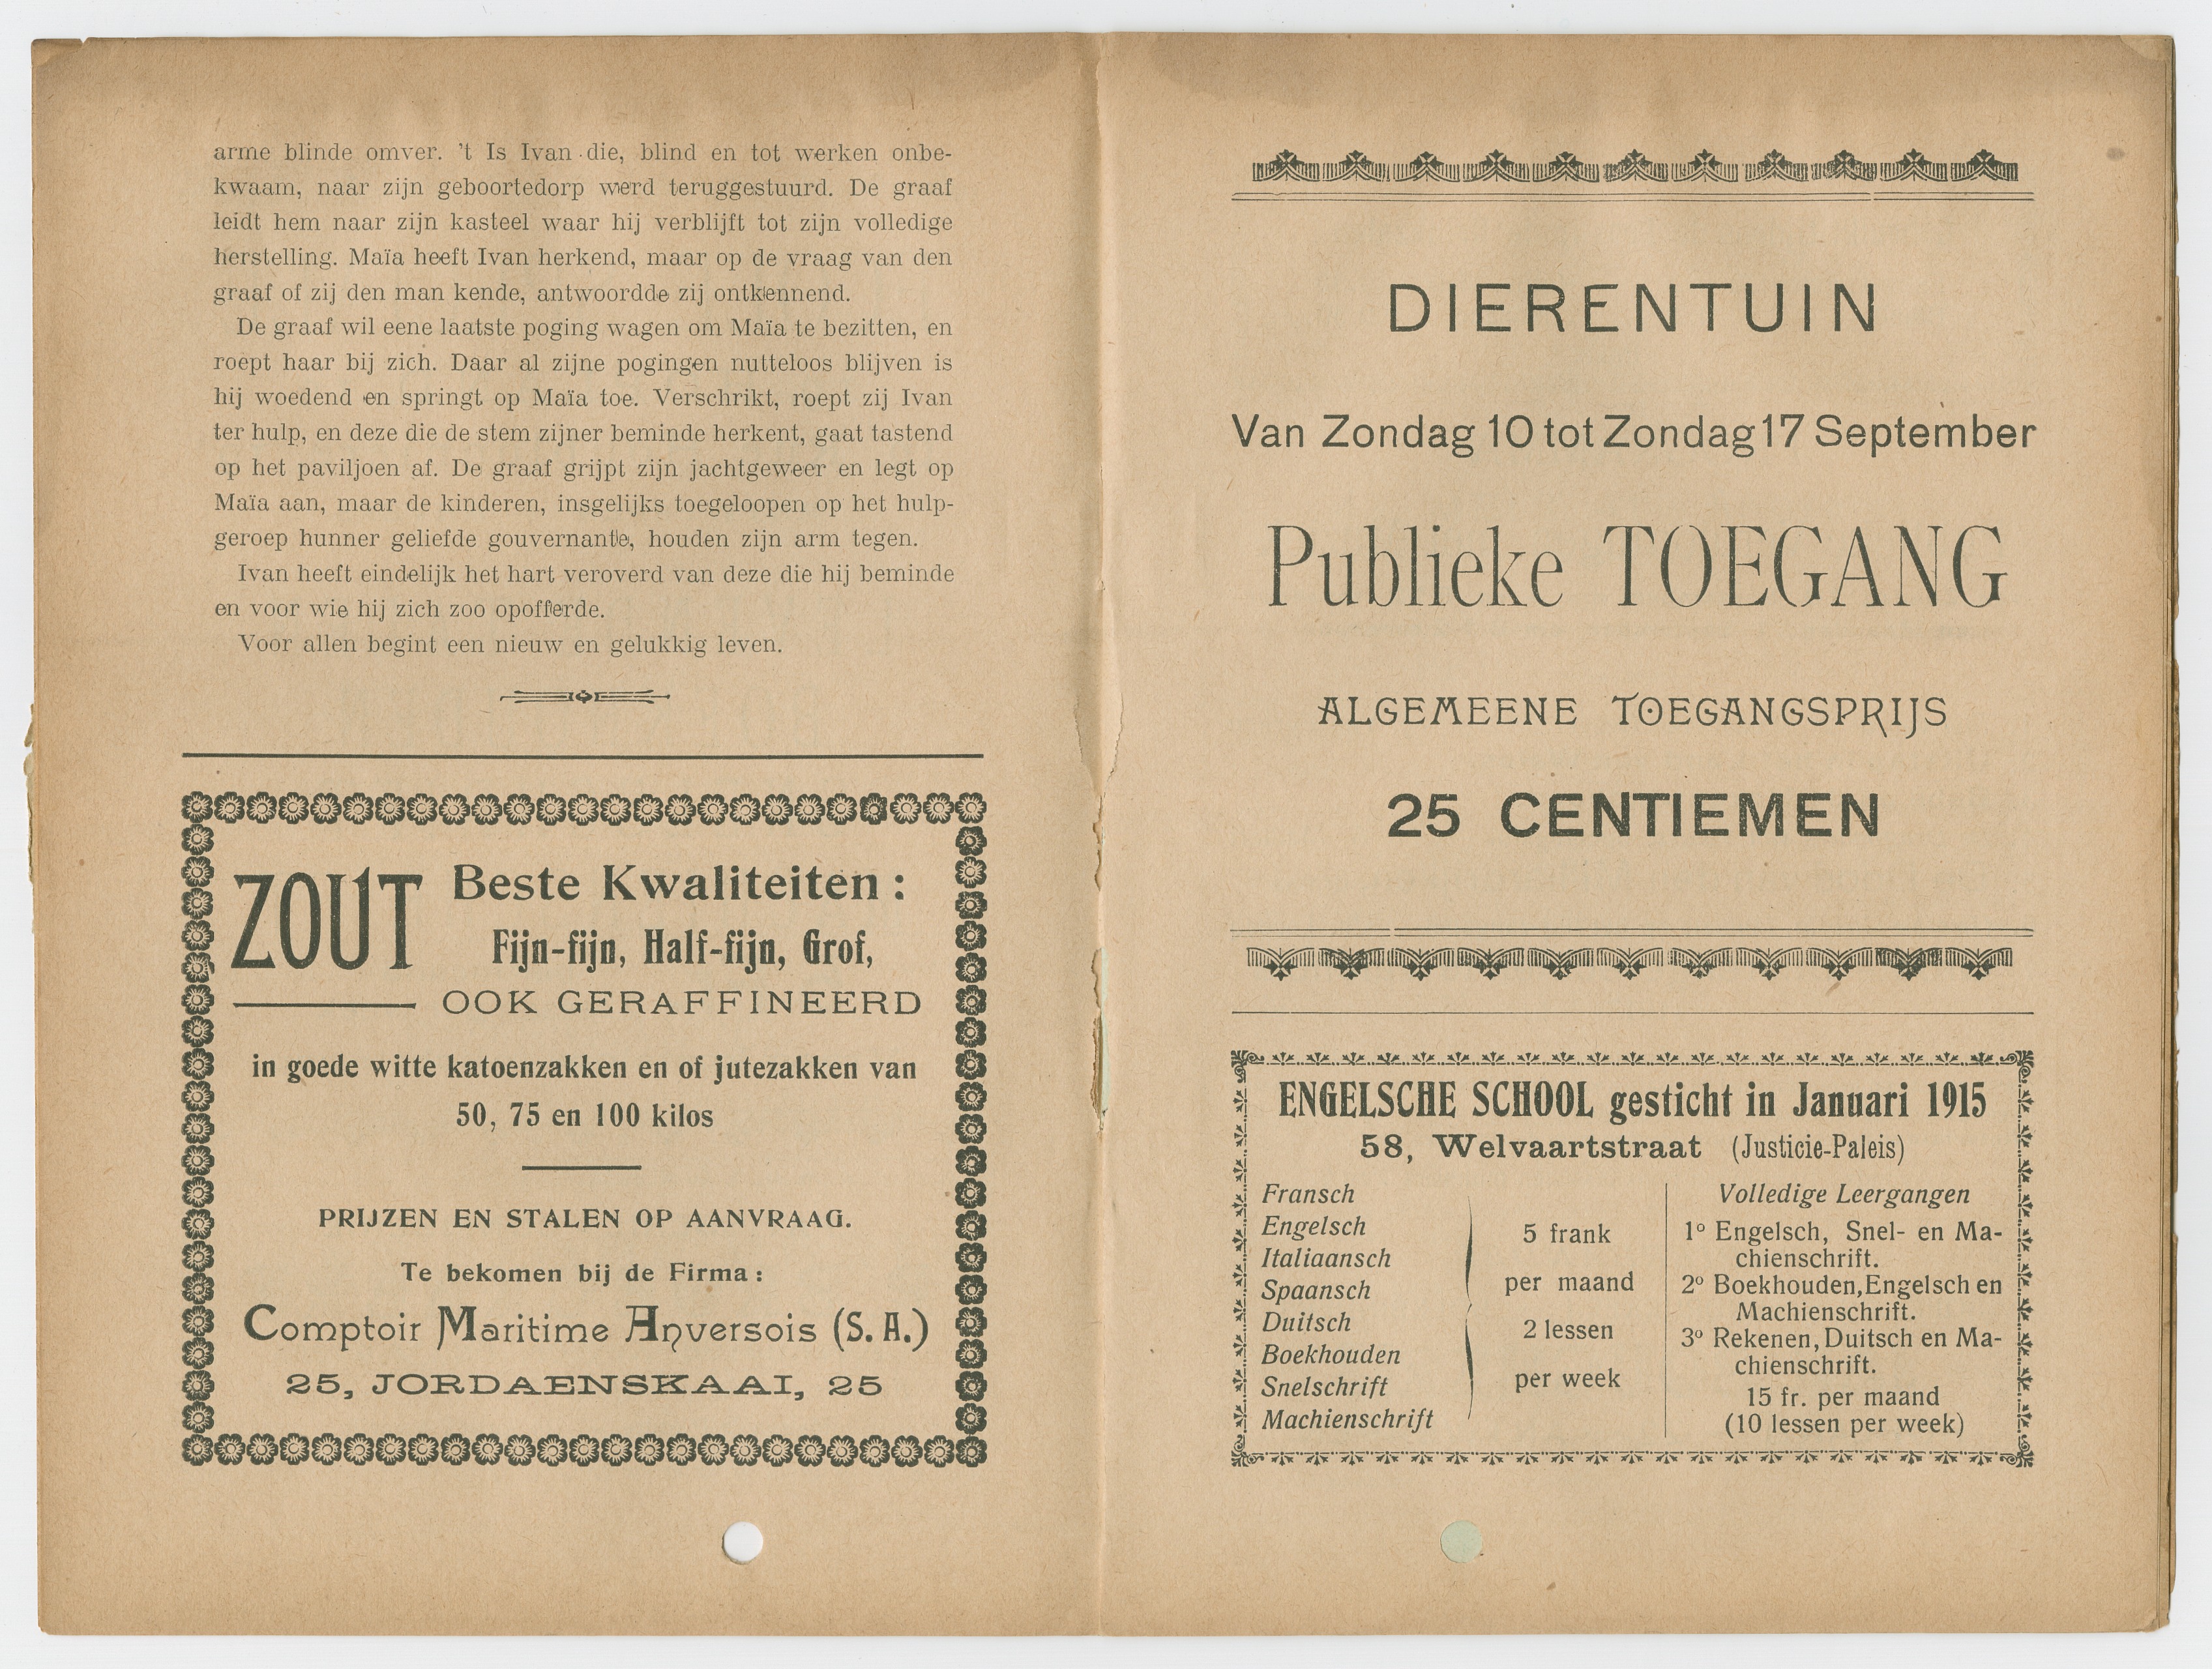 arme blinde omver. 't Is Ivan die, blind en tot werken onbe-
kwaam, naar zijn geboortedorp werd teruggestuurd. De graaf
leidt hem naar zijn kasteel waar hij verblijft tot zijn volledige
herstelling. Maïa heeft Ivan herkend, maar op de vraag van den
graaf of zij den man kende, antwoordde zij ontkennend.
De graaf wil eene laatste poging wagen om Maïa te bezitten, en
roept haar bij zich. Daar al zijne pogingen nutteloos blijven is
hij woedend en springt op Maïa toe. Verschrikt, roept zij Ivan
ter hulp, en deze die de stem zijner beminde herkent, gaat tastend
op het paviljoen af. De graaf grijpt zijn jachtgeweer en legt op
Maïa aan, maar de kinderen, insgelijks toegeloopen op het hulp-
geroep hunner geliefde gouvernante, houden zijn arm tegen.
Ivan heeft eindelijk het hart veroverd van deze die hij beminde
en voor wie hij zich zoo opofferde.
Voor allen begint een nieuw en gelukkig leven.
ZOUT Beste Kwaliteiten :
Fijn-fijn, Half-fijn, Grof,
OOK GERAFFINEERD
in goede witte katoenzakken en of jutezakken van
50, 75 en 100 kilos
PRIJZEN EN STALEN OP AANVRAAG.
Te bekomen bij de Firma :
Comptoir Maritime Anversois (S. A.)
25, JORDAENSKAAI, 25
DIERENTUIN
Van Zondag 10 tot Zondag 17 September
Publieke TOEGANG
ALGEMEENE TOEGANGSPRIJS
25 CENTIEMEN
ENGELSCHE SCHOOL gesticht in Januari 1915
58, Welvaartstraat (Justicie-Paleis)
Fransch
Engelsch
Italiaansch
Spaansch
Duitsch
Boekhouden
Snelschrift
Machienschrift
5 frank
per maand
2 lessen
per week
Volledige Leergangen
1º Engelsch, Snel- en Ma-
chienschrift.
2º Boekhouden, Engelsch en
Machienschrift.
3º Rekenen, Duitsch en Ma-
chienschrift.
15 fr. per maand
(10 lessen per week)